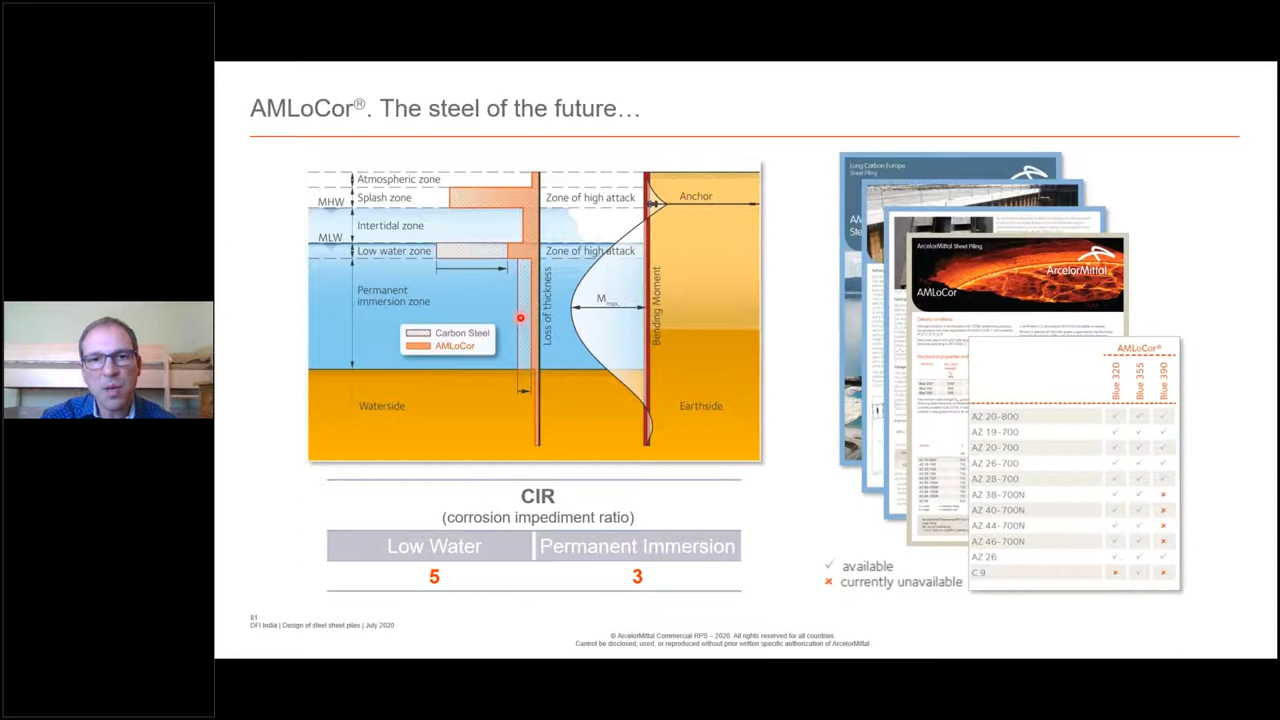 AMLoCor®. The steel of the future…
Atmospheric zone
MHW
Splash zone
Zone of high attack
Anchor
Intertidal zone
MLW
Low water zone
Zone of high attack
Permanent
immersion zone
Loss of thickness
Mmax.
Bending Moment
Carbon Steel
AMLoCor
Waterside
Earthside
CIR
(corrosion impediment ratio)
Low Water
Permanent Immersion
5
3
Long Carbon Europe
Sheet Piling
ArcelorMittal Sheet Piling
ArcelorMittal
AMLoCor
Delivery conditions
AMLoCor®
Blue 320
Blue 355
Blue 390
AZ 20-800 ✓ ✓ ✓
AZ 19-700 ✓ ✓ ✓
AZ 20-700 ✓ ✓ ✓
AZ 26-700 ✓ ✓ ✓
AZ 28-700 ✓ ✓ ✓
AZ 38-700N ✓ ✓ ×
AZ 40-700N ✓ ✓ ×
AZ 44-700N ✓ ✓ ×
AZ 46-700N ✓ ✓ ×
AZ 26 ✓ ✓ ✓
C 9 × ✓ ×
✓ available
× currently unavailable
81
DFI India | Design of steel sheet piles | July 2020
© ArcelorMittal Commercial RPS – 2020. All rights reserved for all countries.
Cannot be disclosed, used, or reproduced without prior written specific authorization of ArcelorMittal